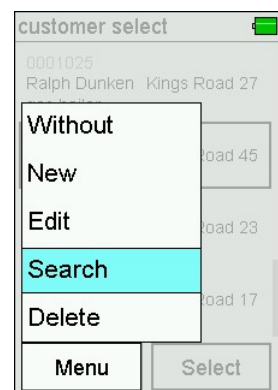 customer select
0001025
Ralph Dunken Kings Road 27
Without
Road 45
New
Edit
Road 23
Search
Road 17
Delete
Menu
Select